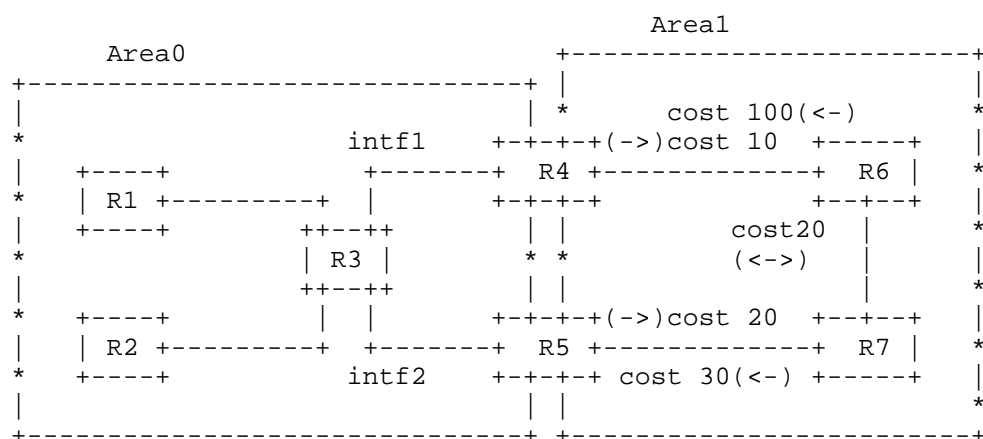 Area1
Area0
cost 100(<-)
intf1 (->)cost 10
R4 R6
R1
cost20
R3 (<->)
(->)cost 20
R2 R5 R7
intf2 cost 30(<-)